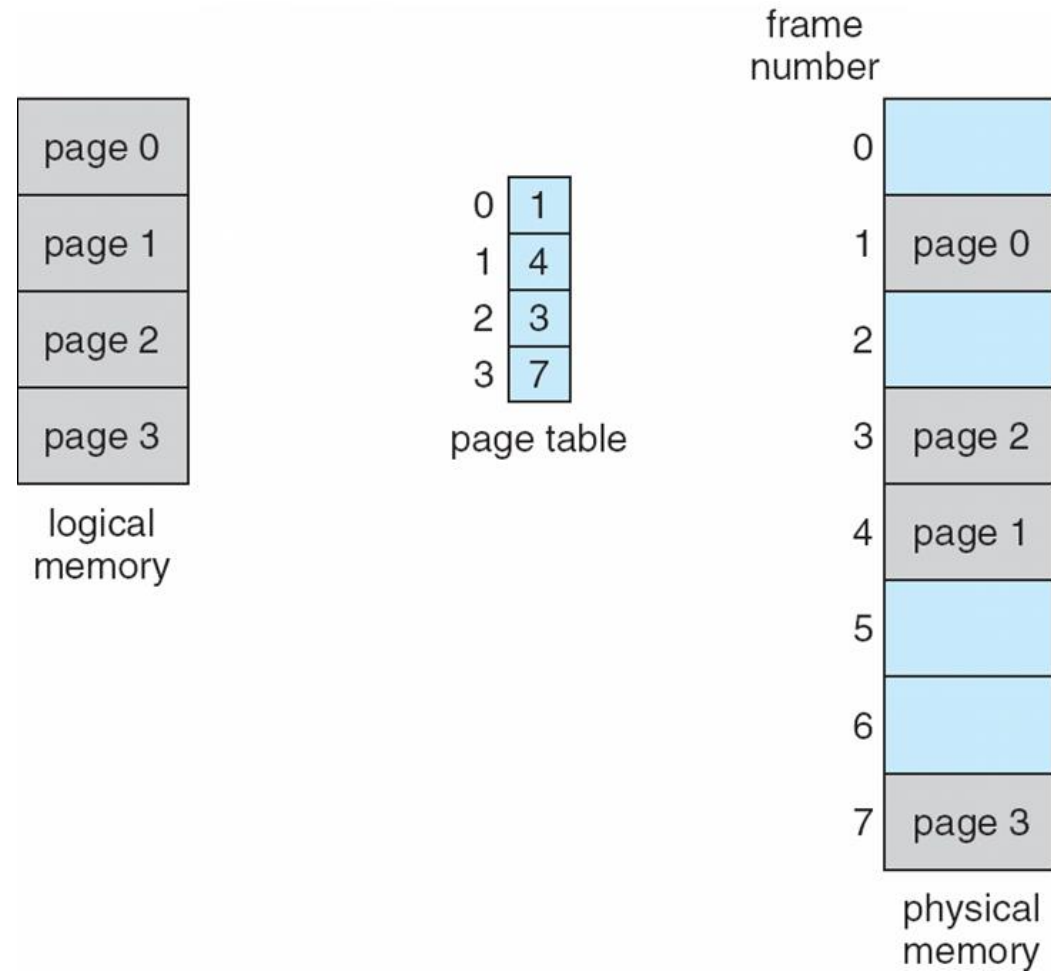 page 0
page 1
page 2
page 3
logical
memory
0 1
1 4
2 3
3 7
page table
frame
number
0
1 page 0
2
3 page 2
4 page 1
5
6
7 page 3
physical
memory